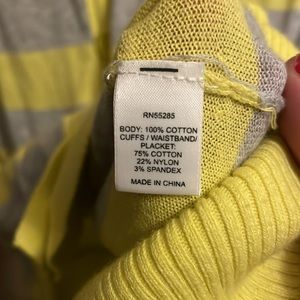 RN55285
BODY: 100% COTTON
CUFFS / WAISTBAND/
PLACKET:
75% COTTON
22% NYLON
3% SPANDEX
MADE IN CHINA